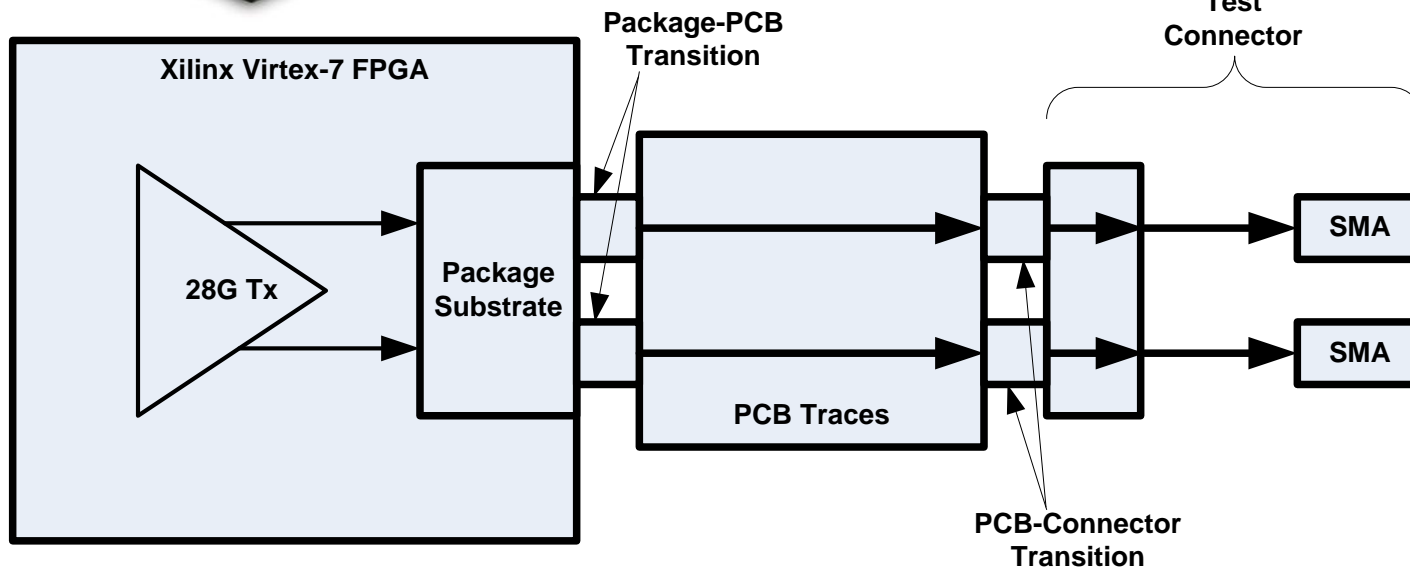 Package-PCB
Transition
Test
Connector
Xilinx Virtex-7 FPGA
28G Tx
Package
Substrate
SMA
SMA
PCB Traces
PCB-Connector
Transition